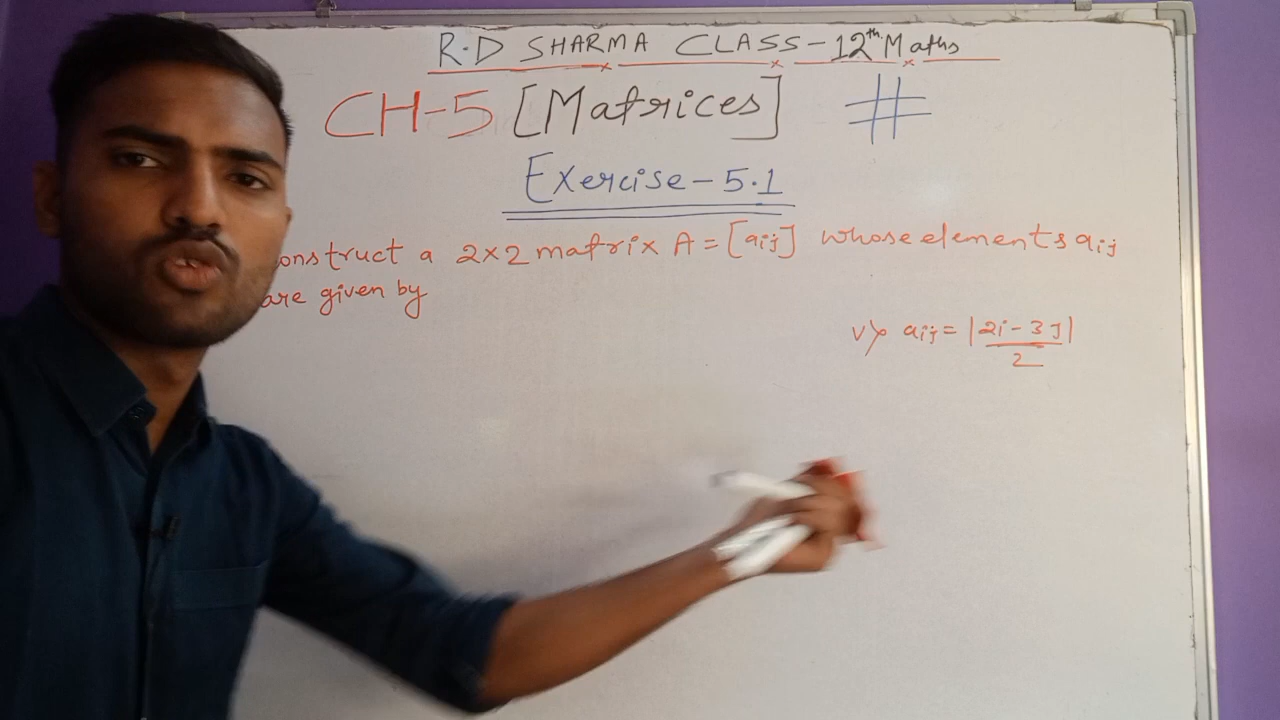 R.D SHARMA CLASS-12th Maths
CH-5 [Matrices] #
Exercise-5.1
onstruct a 2×2 matrix A = [aij] whose elements aij
are given by
v> aij = |2i - 3j|
2